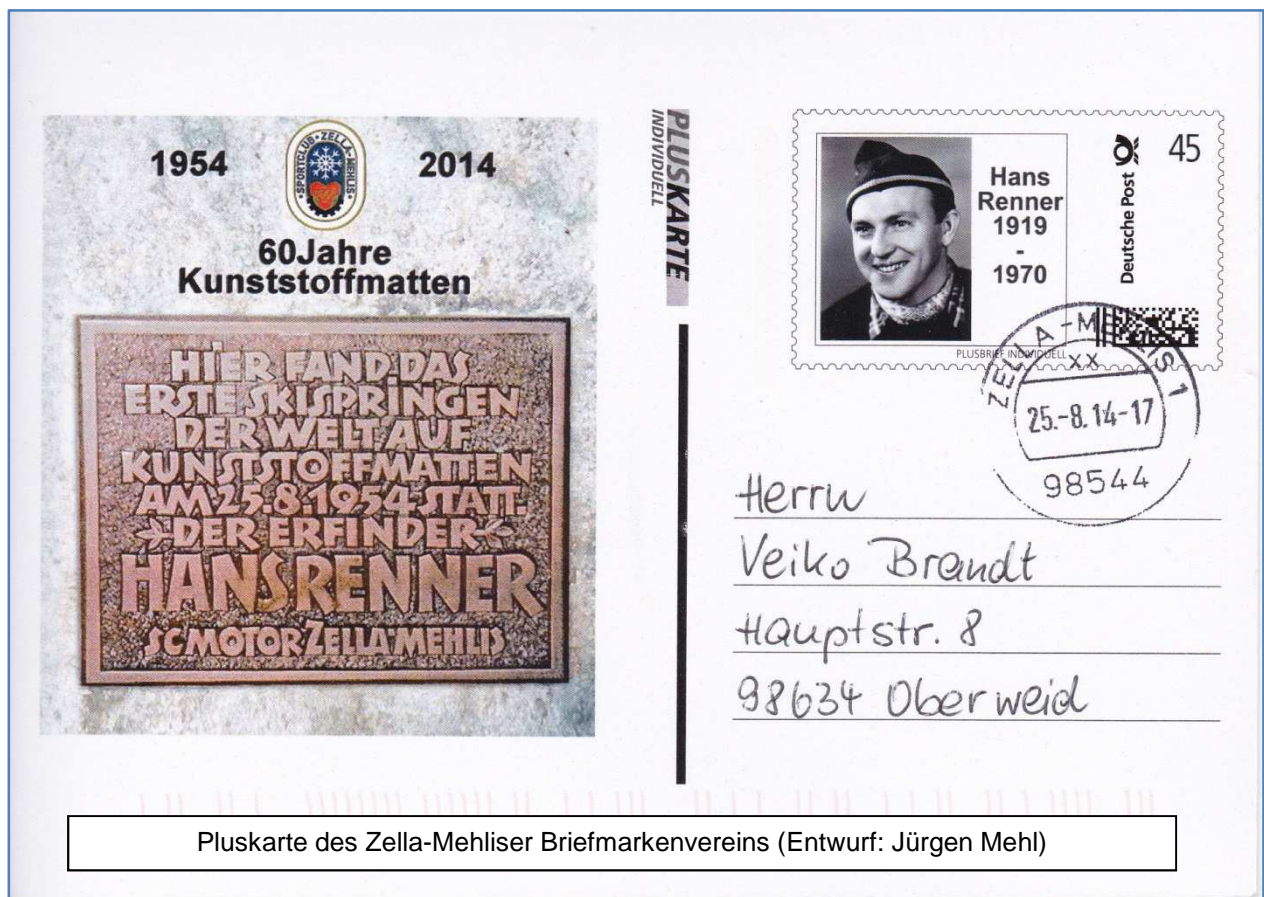 1954
2014
SPORTCLUB·ZELLA-MEHLIS·
60Jahre
Kunststoffmatten
HIER FAND DAS
ERSTE SKISPRINGEN
DER WELT AUF
KUNSTSTOFFMATTEN
AM 25.8.1954 STATT.
DER ERFINDER
HANS RENNER
SC MOTOR ZELLA-MEHLIS
PLUSKARTE
INDIVIDUELL
Hans
Renner
1919
-
1970
Deutsche Post
45
PLUSBRIEF INDIVIDUELL
ZELLA-MEHLIS 1
xx
25.-8.14-17
98544
Herrn
Veiko Brandt
Hauptstr. 8
98634 Oberweid
Pluskarte des Zella-Mehliser Briefmarkenvereins (Entwurf: Jürgen Mehl)